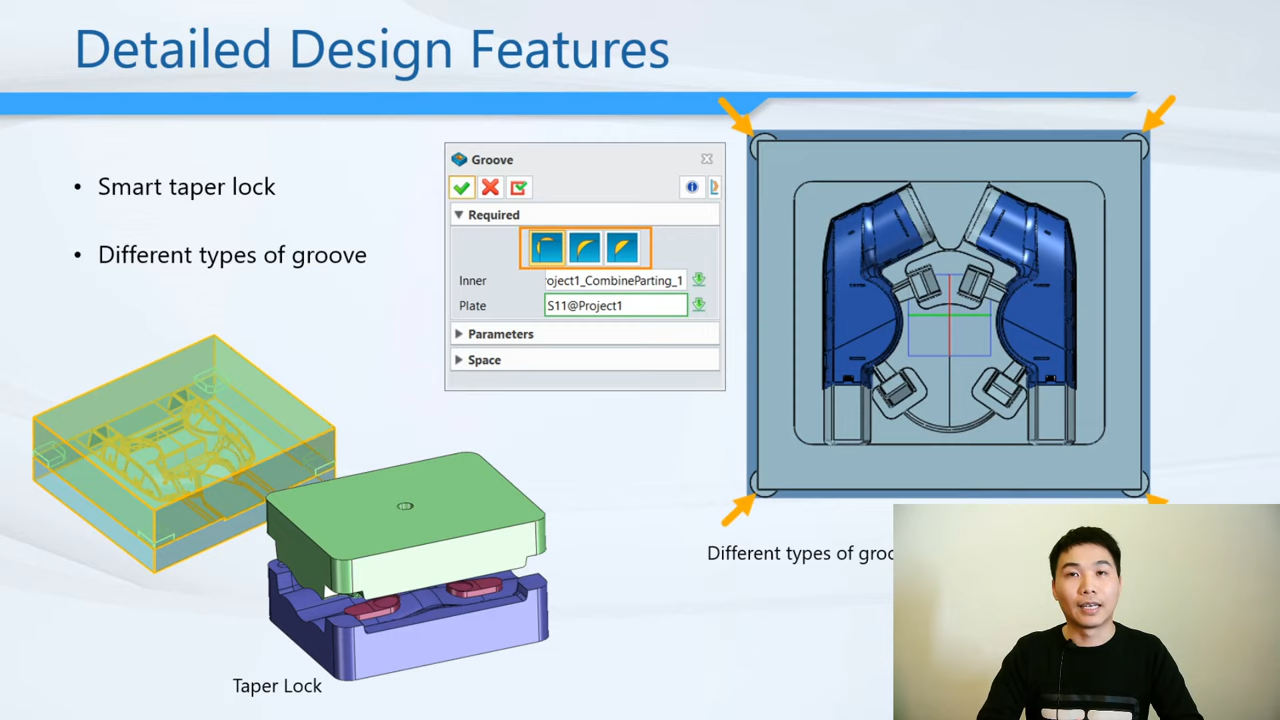 Detailed Design Features
• Smart taper lock
• Different types of groove
Groove
Required
Inner
oject1_CombineParting_1
Plate
S11@Project1
Parameters
Space
Taper Lock
Different types of groo